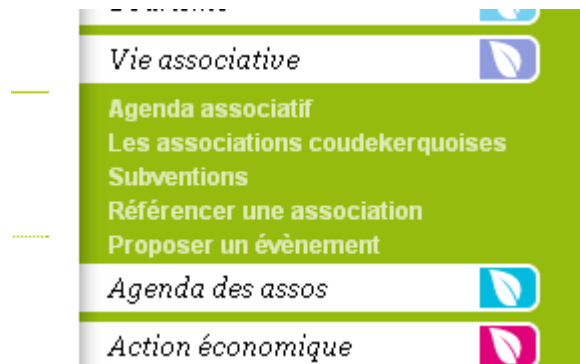 Vie associative
Agenda associatif
Les associations coudekerquoises
Subventions
Référencer une association
Proposer un évènement
Agenda des assos
Action économique